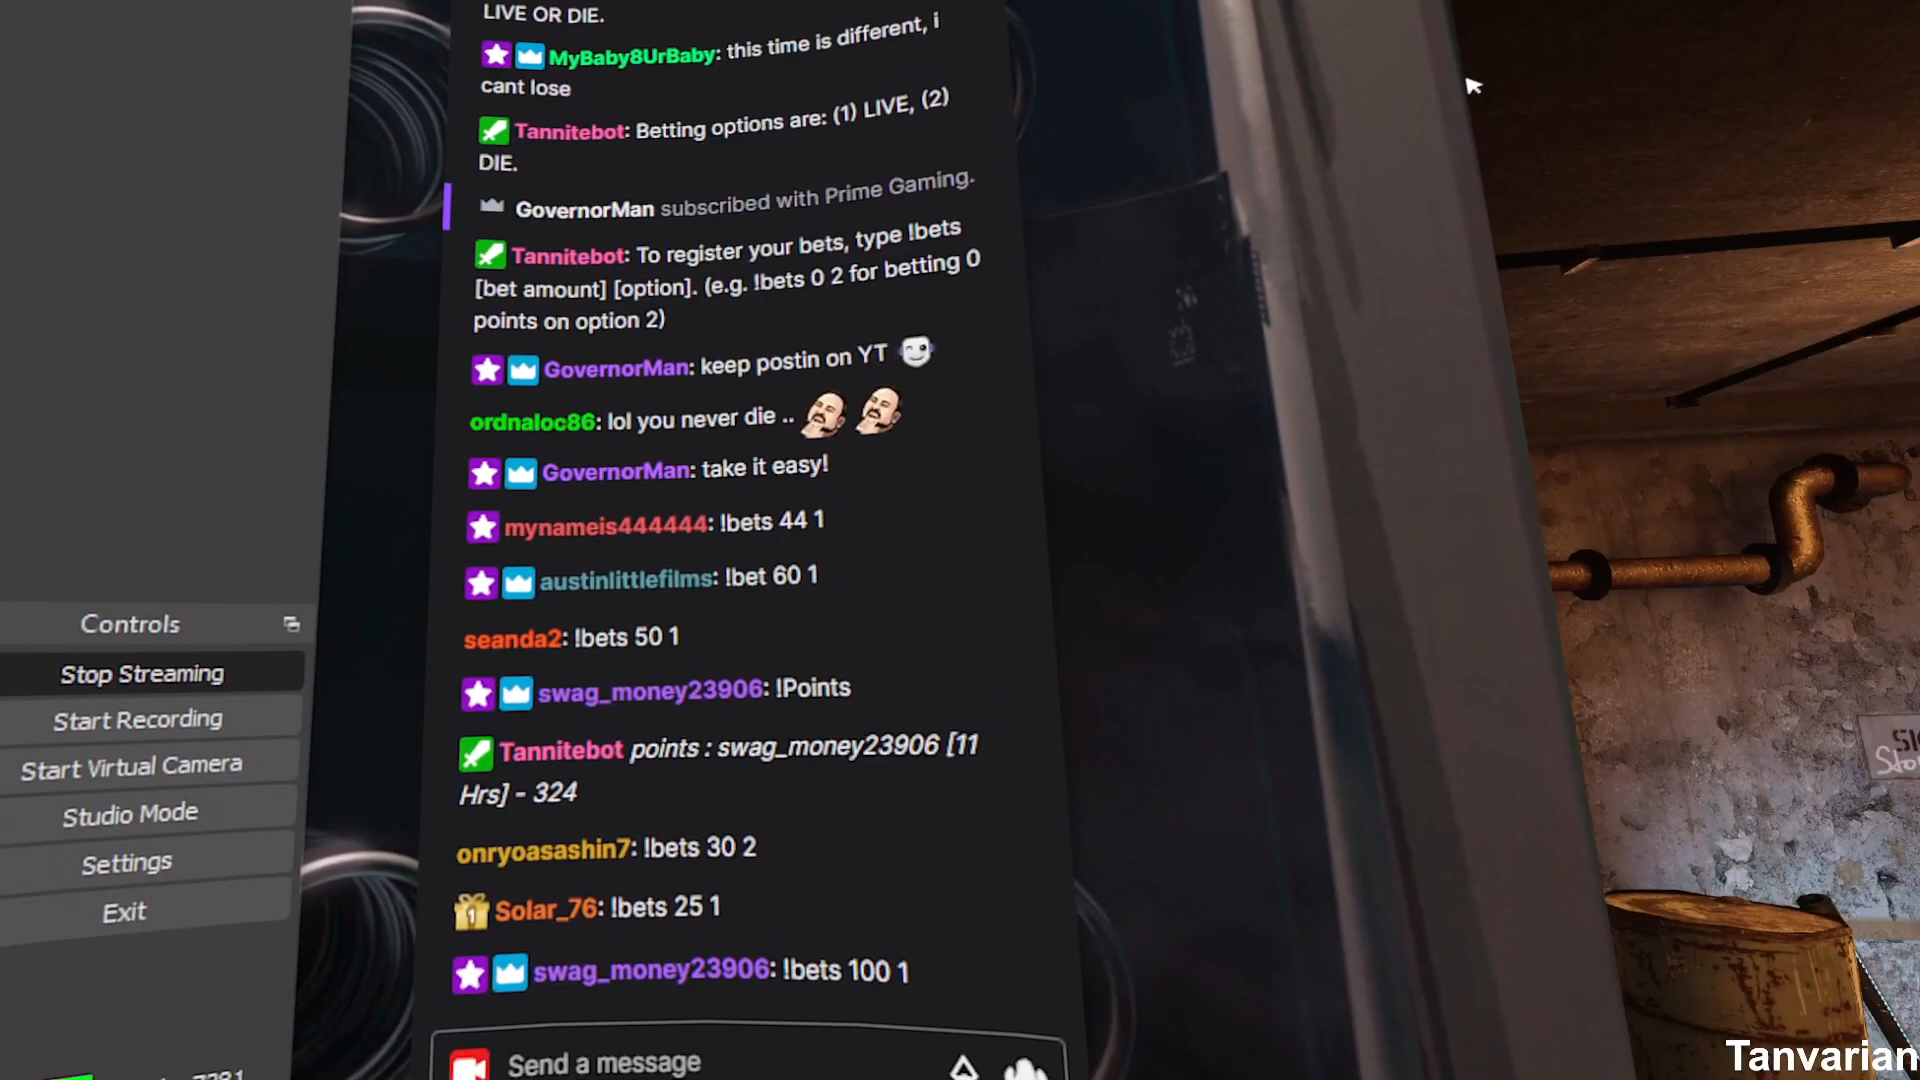 LIVE OR DIE.
MyBaby8UrBaby: this time is different, i
cant lose
Tannitebot: Betting options are: (1) LIVE, (2)
DIE.
GovernorMan subscribed with Prime Gaming.
Tannitebot: To register your bets, type !bets
[bet amount] [option]. (e.g. !bets 0 2 for betting 0
points on option 2)
GovernorMan: keep postin on YT
ordnaloc86: lol you never die ..
GovernorMan: take it easy!
mynameis444444: !bets 44 1
austinlittlefilms: !bet 60 1
seanda2: !bets 50 1
swag_money23906: !Points
Tannitebot points : swag_money23906 [11
Hrs] - 324
onryoasashin7: !bets 30 2
1 Solar_76: !bets 25 1
swag_money23906: !bets 100 1
Send a message
Controls
Stop Streaming
Start Recording
Start Virtual Camera
Studio Mode
Settings
Exit
Tanvarian